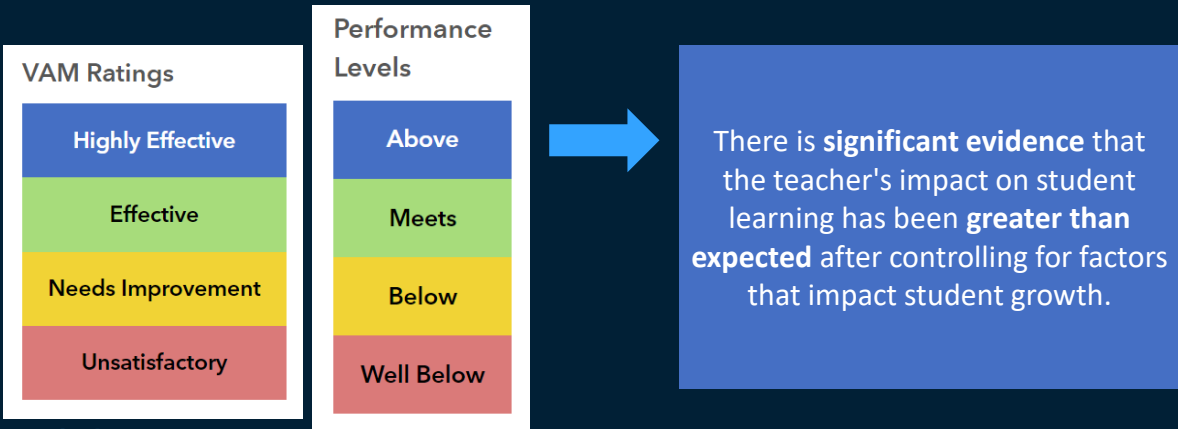 VAM Ratings
Highly Effective
Effective
Needs Improvement
Unsatisfactory
Performance
Levels
Above
Meets
Below
Well Below
There is significant evidence that
the teacher's impact on student
learning has been greater than
expected after controlling for factors
that impact student growth.